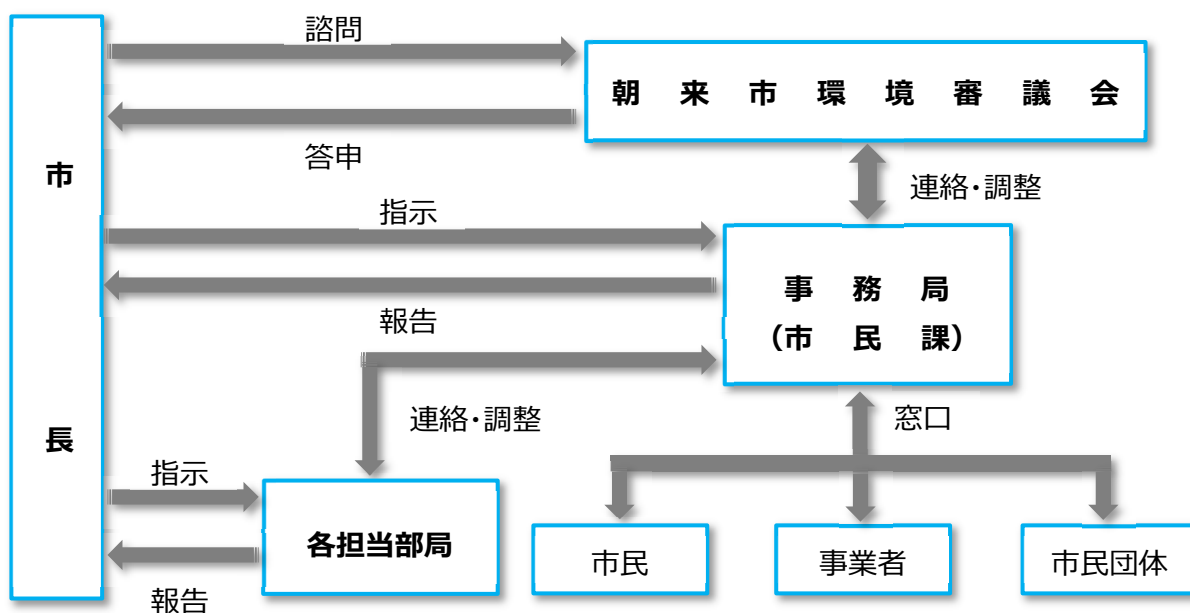 諮問
朝来市環境審議会
答申
市長
連絡・調整
指示
事務局
（市民課）
報告
連絡・調整
窓口
指示
各担当部局
報告
市民
事業者
市民団体